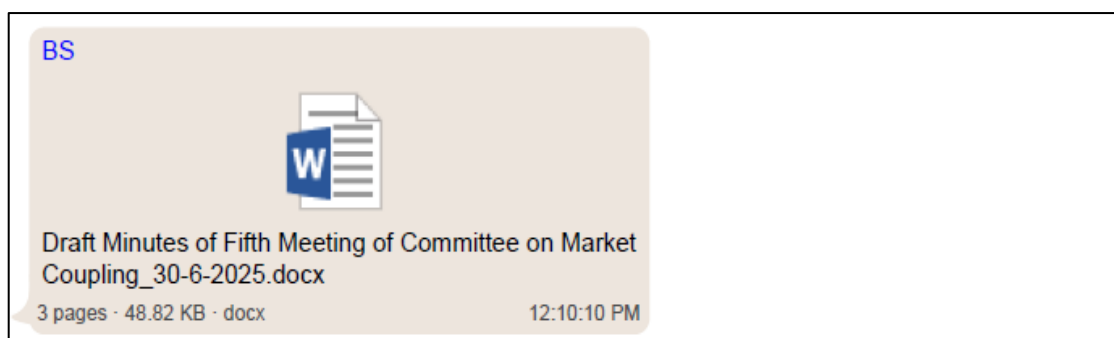 BS
W
Draft Minutes of Fifth Meeting of Committee on Market
Coupling_30-6-2025.docx
3 pages · 48.82 KB · docx 12:10:10 PM